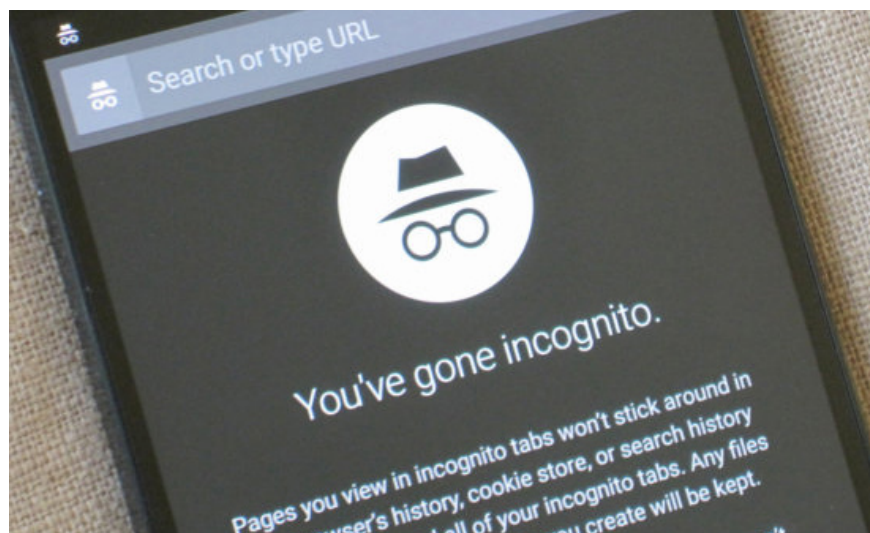 Search or type URL
You've gone incognito.
Pages you view in incognito tabs won't stick around in
history, cookie store, or search history
all of your incognito tabs. Any files
create will be kept.